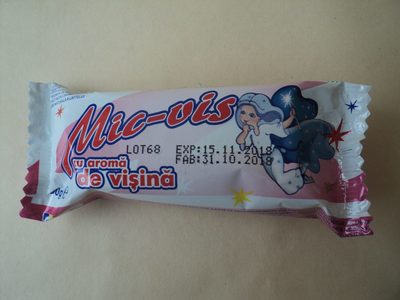 Mic-vis
LOT68 EXP:15.11.2018
FAB:31.10.2018
cu aromă
de vișină